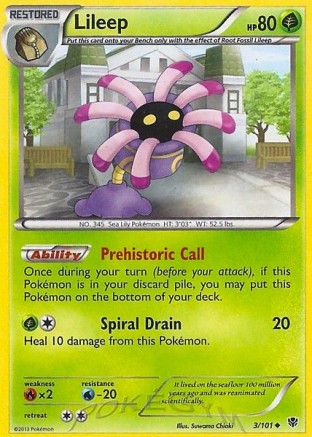 RESTORED
Lileep
HP 80
Put this card onto your Bench only with the effect of Root Fossil Lileep
NO. 345 Sea Lily Pokémon HT: 3'03" WT: 52.5 lbs.
Ability Prehistoric Call
Once during your turn (before your attack), if this
Pokémon is in your discard pile, you may put this
Pokémon on the bottom of your deck.
Spiral Drain 20
Heal 10 damage from this Pokémon.
weakness
×2
resistance
-20
retreat
It lived on the seafloor 100 million
years ago and was reanimated
scientifically.
Illus. Suwama Chiaki
3/101
©2013 Pokémon